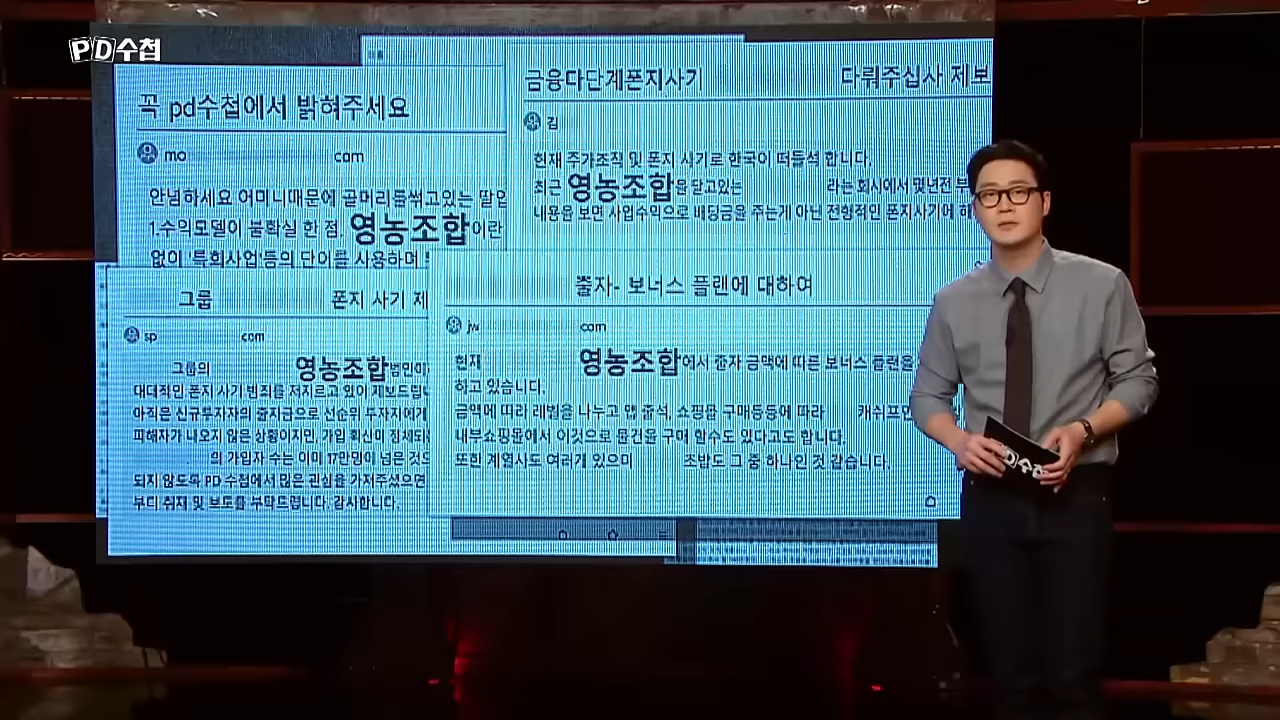 PD수첩
꼭 pd수첩에서 밝혀주세요
mo com
안녕하세요 어머니때문에 골머리를썪고있는 딸인
1.수익모델이 불확실 한 점. 영농조합이란
없이 '특회사업'등의 단어를 사용하며
금융다단계폰지사기 다뤄주십사 제보
김
현재 주가조작 및 폰지 사기로 한국이 떠들석 합니다.
최근 영농조합을 달고있는 라는 회사에서 몇년전 부
내용을 보면 사업수익으로 배당금을 주는게 아닌 전형적인 폰지사기에 해
그룹 폰지 사기 제
sp com
그룹의 영농조합법인이
대대적인 폰지 사기 범죄를 저지르고 있어 제보드립니
아직은 신규투자자의 출자금으로 선순위 투자자에게
피해자가 나오지 않은 상황이지만, 가입 확산이 정체되
의 가입자 수는 이미 17만명이 넘은 것으
되지 않도록 PD 수첩에서 많은 관심을 가져주셨으면
부디 취재 및 보도를 부탁드립니다. 감사합니다.
출자- 보너스 플랜에 대하여
jw com
현재 영농조합에서 출자 금액에 따른 보너스 플랜을
하고 있습니다.
금액에 따라 레벨을 나누고 앱 출석, 쇼핑몰 구매등등에 따라 캐쉬프
내부쇼핑몰에서 이것으로 물건을 구매 할수도 있다고도 합니다.
또한 계열사도 여러개 있으며 조합도 그 중 하나인 것 같습니다.
PD수첩